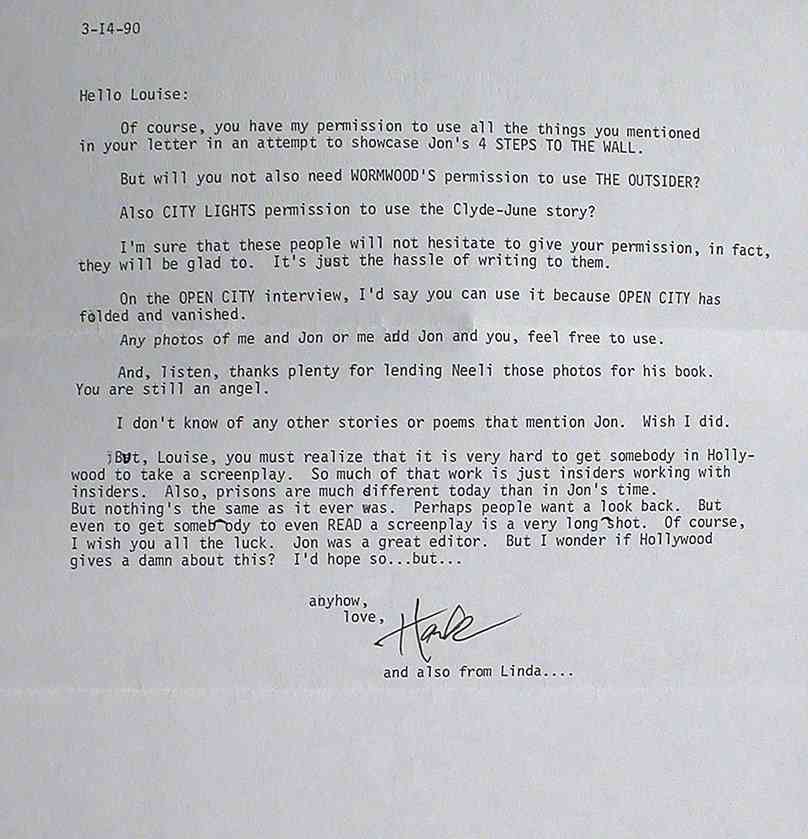 3-14-90
Hello Louise:
Of course, you have my permission to use all the things you mentioned
in your letter in an attempt to showcase Jon's 4 STEPS TO THE WALL.
But will you not also need WORMWOOD'S permission to use THE OUTSIDER?
Also CITY LIGHTS permission to use the Clyde-June story?
I'm sure that these people will not hesitate to give your permission, in fact,
they will be glad to. It's just the hassle of writing to them.
On the OPEN CITY interview, I'd say you can use it because OPEN CITY has
folded and vanished.
Any photos of me and Jon or me add Jon and you, feel free to use.
And, listen, thanks plenty for lending Neeli those photos for his book.
You are still an angel.
I don't know of any other stories or poems that mention Jon. Wish I did.
But, Louise, you must realize that it is very hard to get somebody in Holly-
wood to take a screenplay. So much of that work is just insiders working with
insiders. Also, prisons are much different today than in Jon's time.
But nothing's the same as it ever was. Perhaps people want a look back. But
even to get somebody to even READ a screenplay is a very long shot. Of course,
I wish you all the luck. Jon was a great editor. But I wonder if Hollywood
gives a damn about this? I'd hope so...but...
anyhow,
love, Hank
and also from Linda....